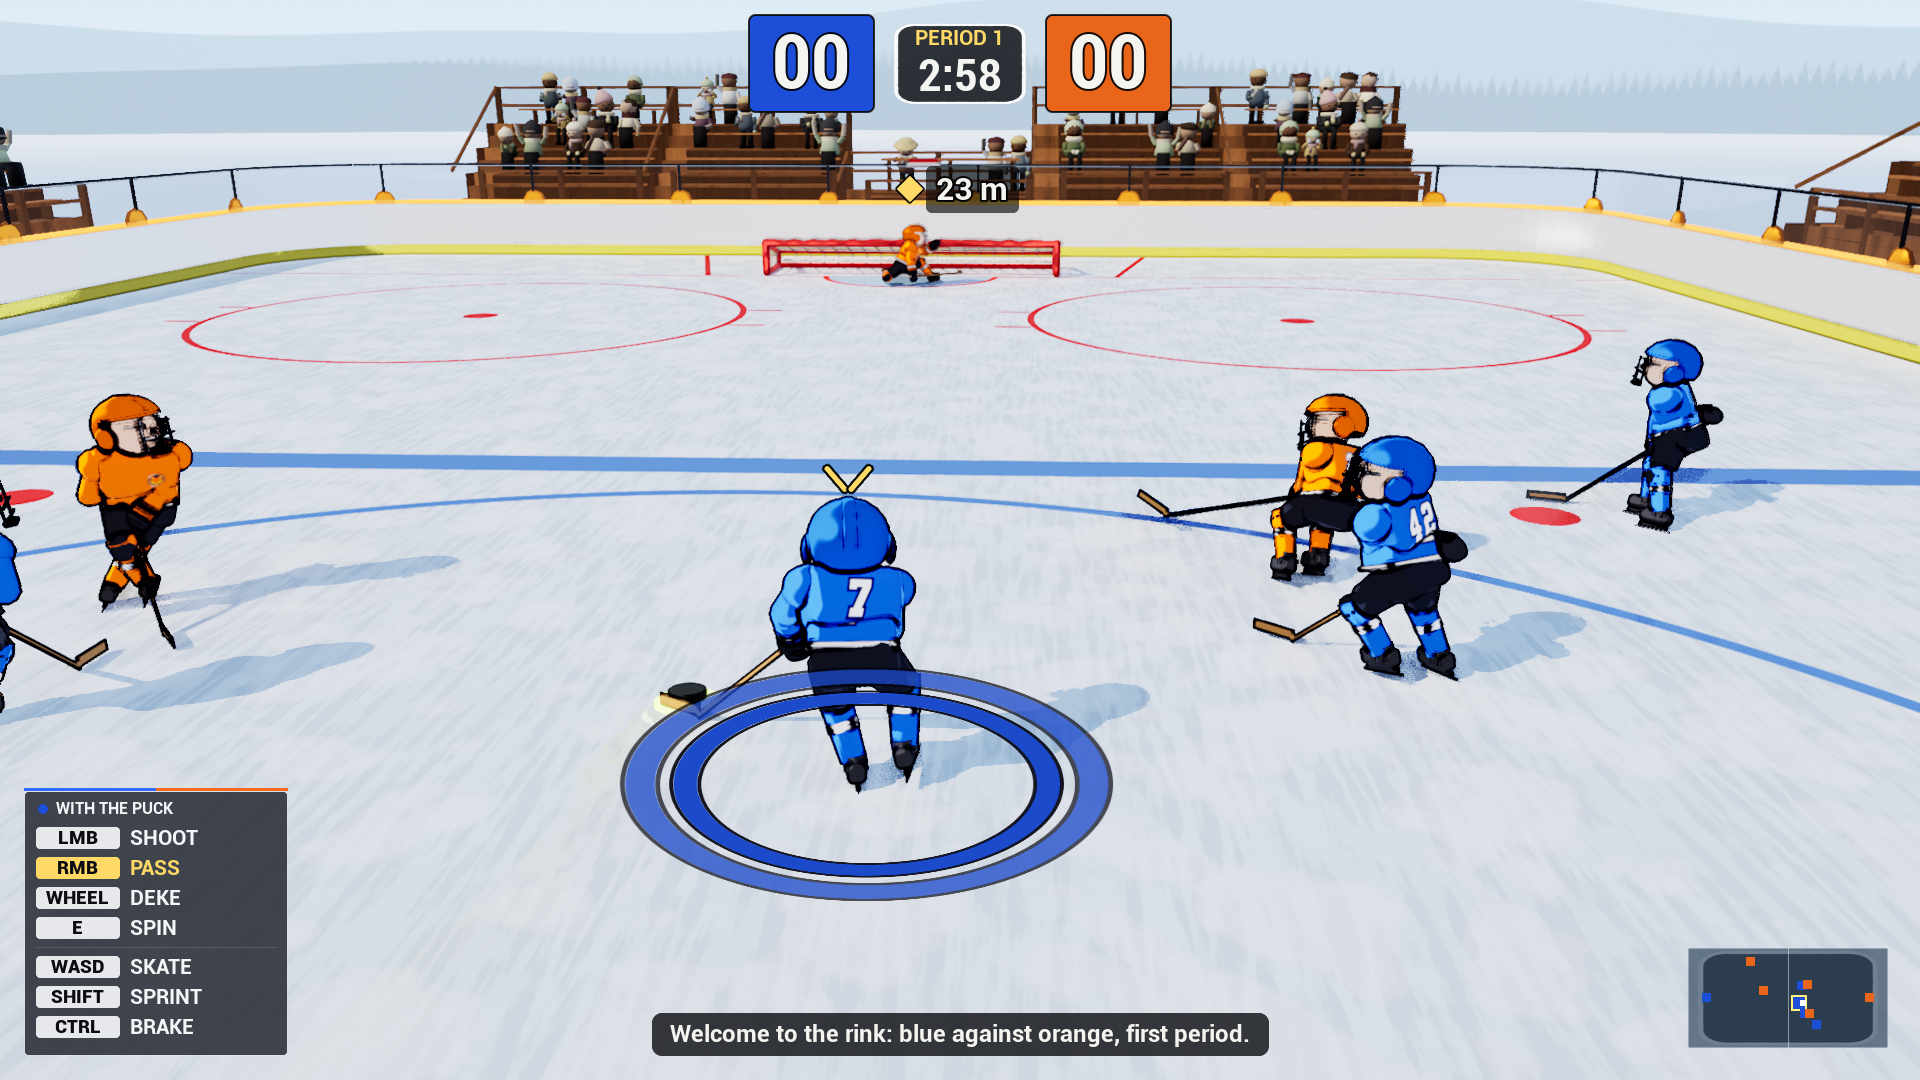 00
PERIOD 1
2:58
00
23 m
42
7
WITH THE PUCK
LMB SHOOT
RMB PASS
WHEEL DEKE
E SPIN
WASD SKATE
SHIFT SPRINT
CTRL BRAKE
Welcome to the rink: blue against orange, first period.